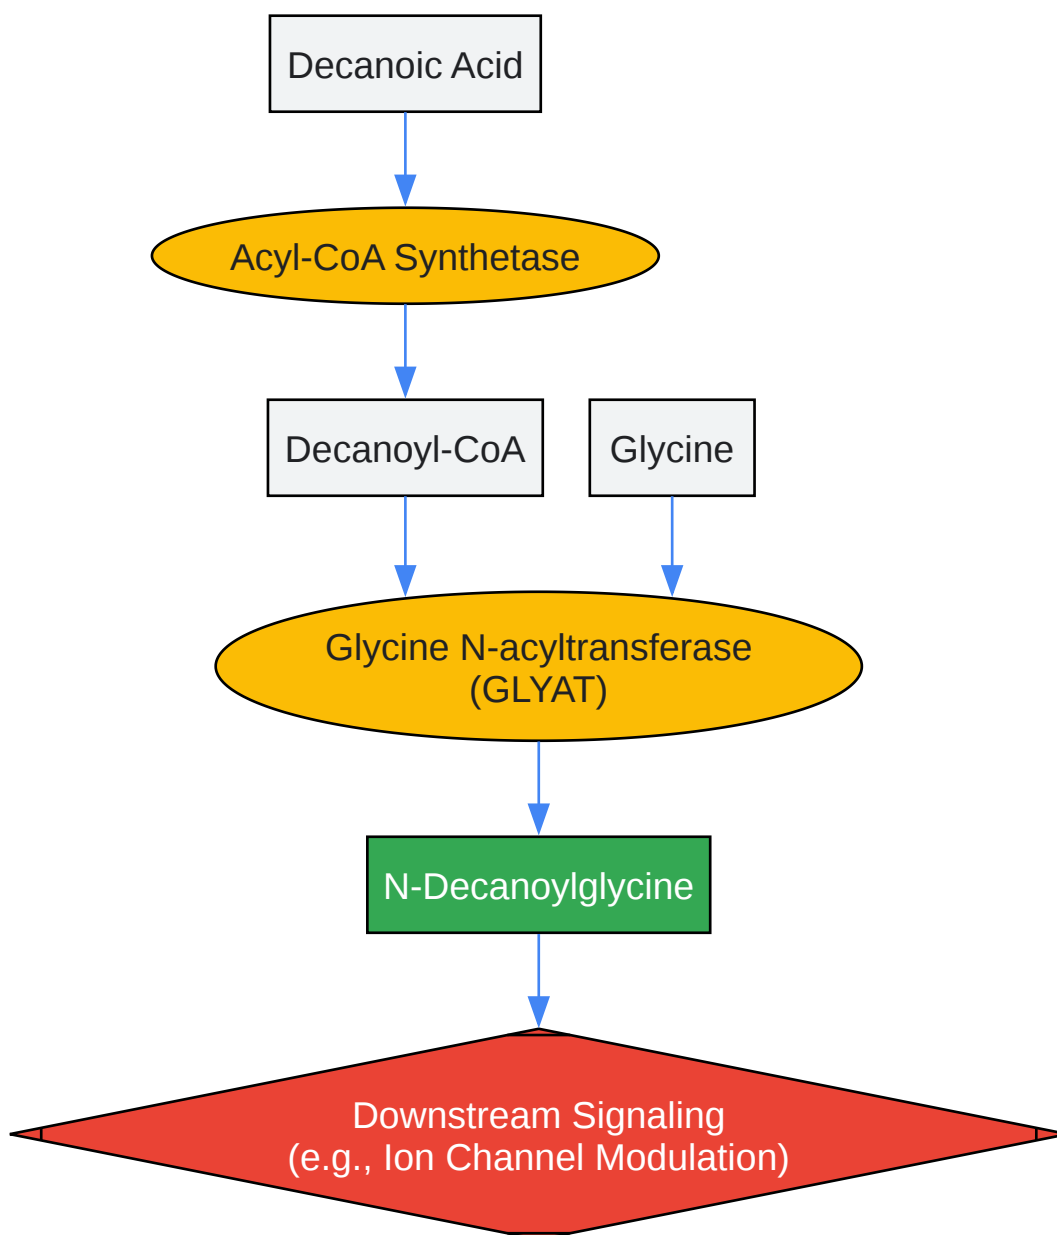 Decanoic Acid
Acyl-CoA Synthetase
Decanoyl-CoA
Glycine
Glycine N-acyltransferase
(GLYAT)
N-Decanoylglycine
Downstream Signaling
(e.g., Ion Channel Modulation)